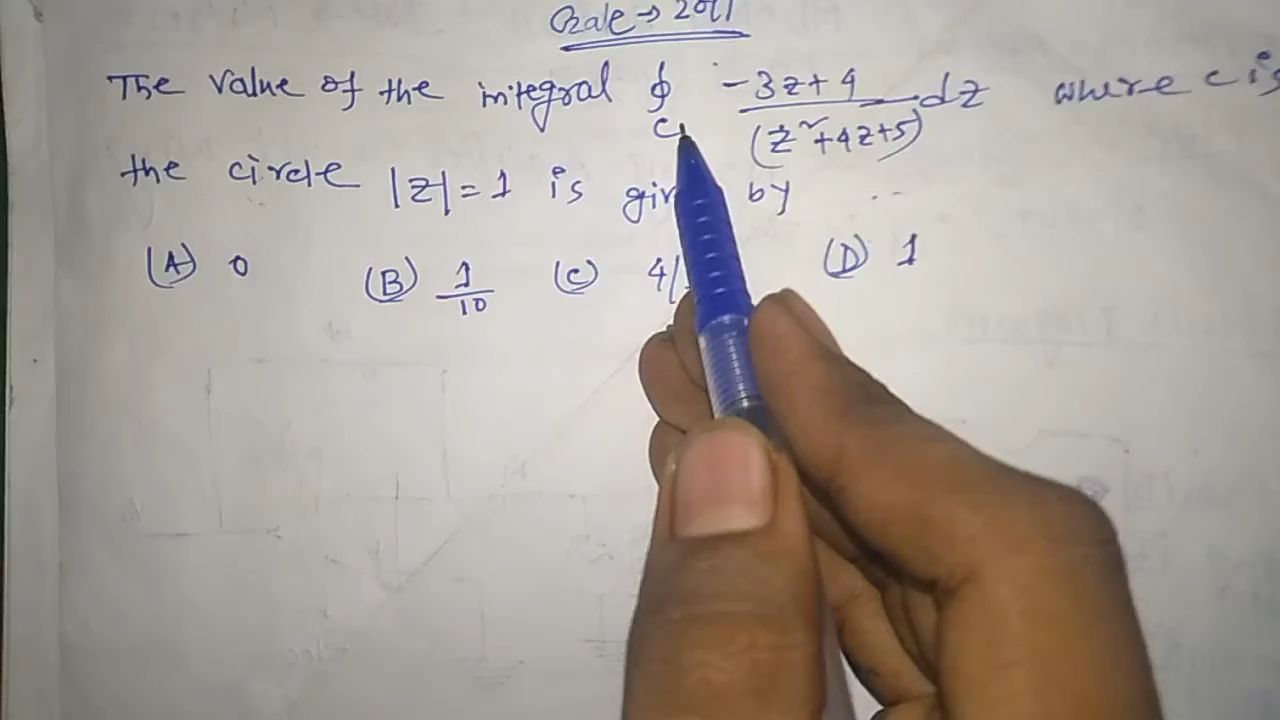 Gate → 2011
The value of the integral ∮c (-3z+4)/(z²+4z+5) dz where c is
the circle |z|=1 is by
(A) 0 (B) 1/10 (C) 4/ (D) 1